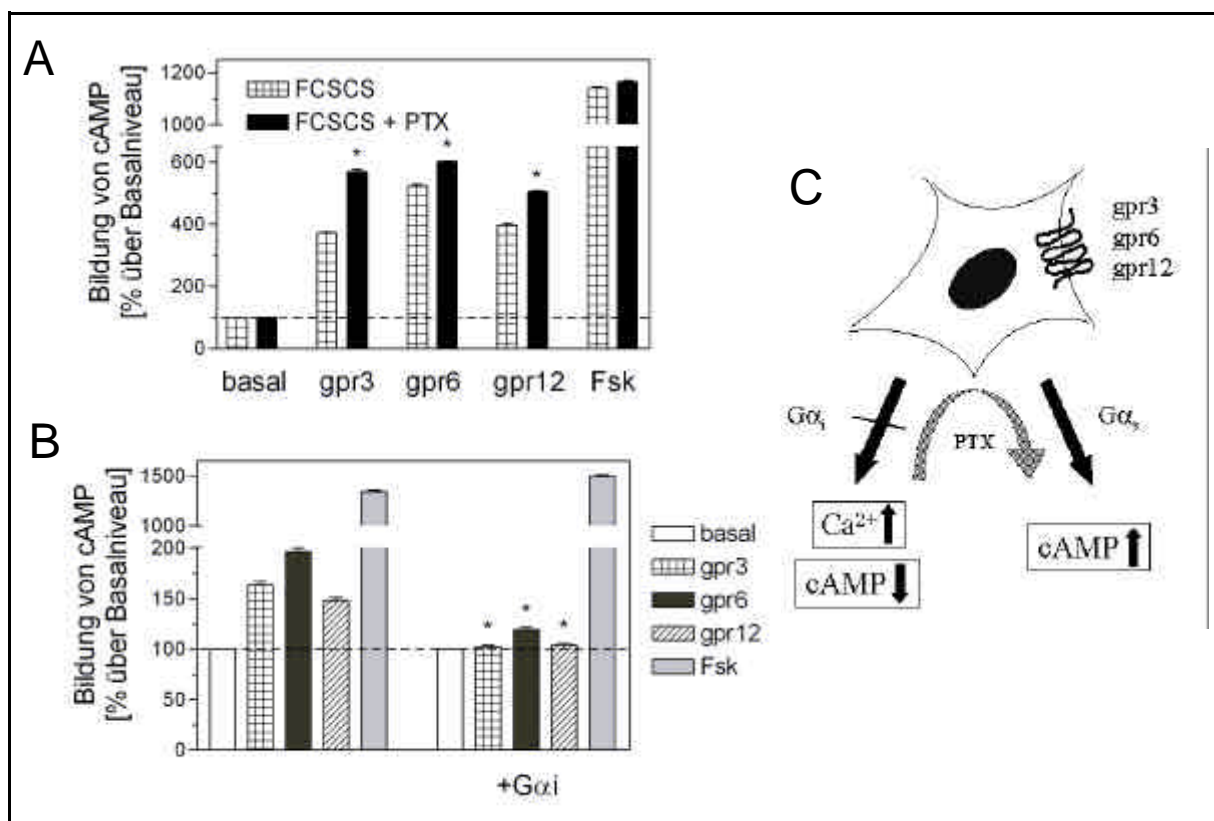 A
Bildung von cAMP
[% über Basalniveau]
1200
1000
600
400
200
0
FCSCS
FCSCS + PTX
*
*
*
basal
gpr3
gpr6
gpr12
Fsk
B
Bildung von cAMP
[% über Basalniveau]
1500
1000
200
150
100
50
0
*
*
*
+Gαi
basal
gpr3
gpr6
gpr12
Fsk
C
gpr3
gpr6
gpr12
Gαi
PTX
Gαs
Ca2+
cAMP
cAMP